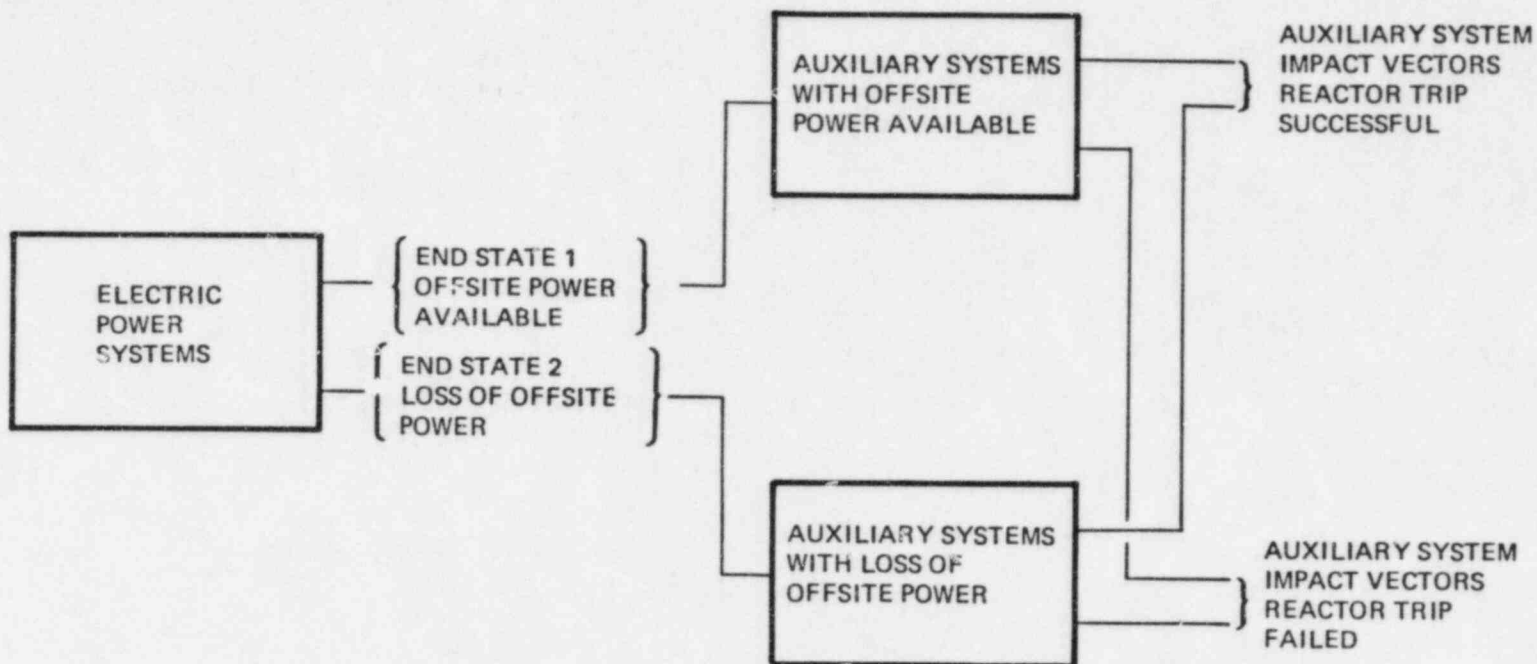 ELECTRIC
POWER
SYSTEMS
END STATE 1
OFFSITE POWER
AVAILABLE
END STATE 2
LOSS OF OFFSITE
POWER
AUXILIARY SYSTEMS
WITH OFFSITE
POWER AVAILABLE
AUXILIARY SYSTEMS
WITH LOSS OF
OFFSITE POWER
AUXILIARY SYSTEM
IMPACT VECTORS
REACTOR TRIP
SUCCESSFUL
AUXILIARY SYSTEM
IMPACT VECTORS
REACTOR TRIP
FAILED